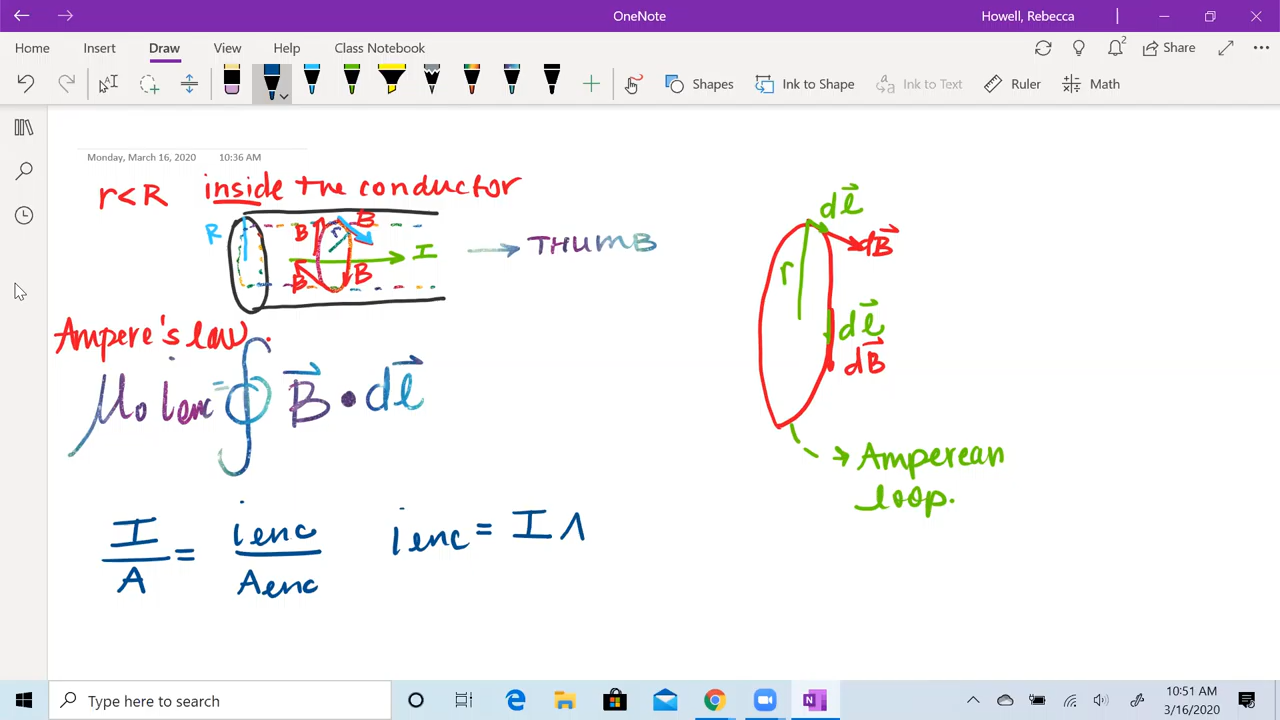 OneNote
Howell, Rebecca
Home Insert Draw View Help Class Notebook
2
Share
Shapes Ink to Shape Ink to Text Ruler Math
Monday, March 16, 2020 10:36 AM
r<R inside the conductor
R B r B I → THUMB
B B
Ampere's law.
μ₀ ienc = ∮ B⃗ • dl⃗
I/A = ienc/Aenc
ienc = I
dl⃗
dB⃗
r
dl⃗
dB⃗
→ Amperean
loop.
Type here to search
10:51 AM
3/16/2020